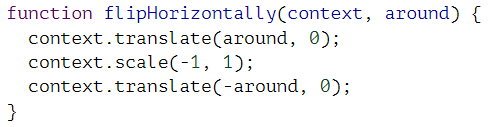 function flipHorizontally(context, around) {
  context.translate(around, 0);
  context.scale(-1, 1);
  context.translate(-around, 0);
}